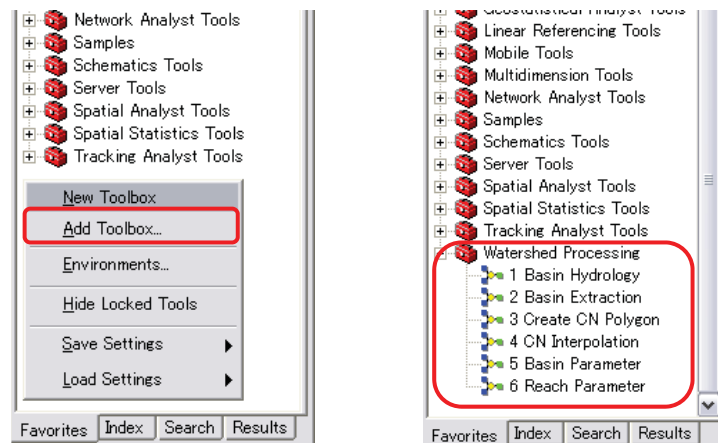 Network Analyst Tools
Samples
Schematics Tools
Server Tools
Spatial Analyst Tools
Spatial Statistics Tools
Tracking Analyst Tools
New Toolbox
Add Toolbox...
Environments...
Hide Locked Tools
Save Settings
Load Settings
Favorites Index Search Results
Geostatistical Analyst Tools
Linear Referencing Tools
Mobile Tools
Multidimension Tools
Network Analyst Tools
Samples
Schematics Tools
Server Tools
Spatial Analyst Tools
Spatial Statistics Tools
Tracking Analyst Tools
Watershed Processing
1 Basin Hydrology
2 Basin Extraction
3 Create CN Polygon
4 CN Interpolation
5 Basin Parameter
6 Reach Parameter
Favorites Index Search Results